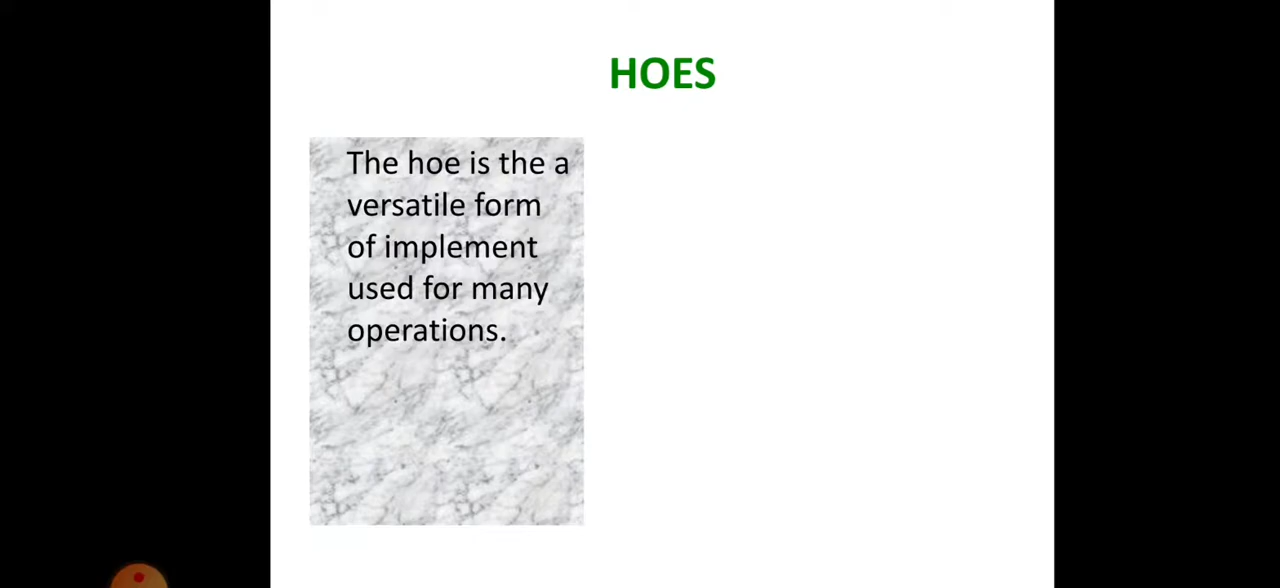 HOES
The hoe is the a
versatile form
of implement
used for many
operations.